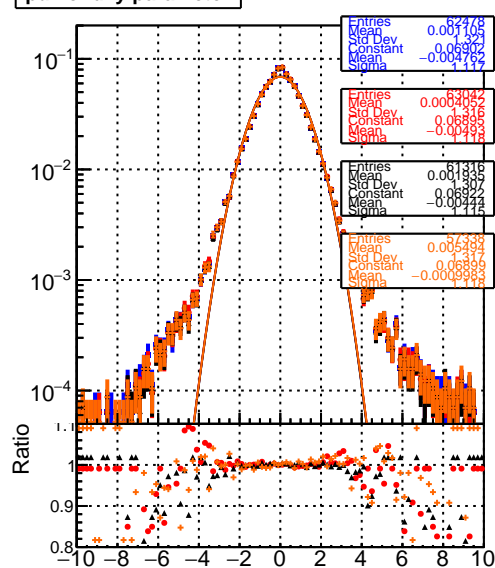 Entries 62478
Mean 0.001105
Std Dev 1.321
Constant 0.06902
Mean −0.004762
Sigma 1.117
Entries 63042
Mean 0.0004052
Std Dev 1.316
Constant 0.06895
Mean −0.00493
Sigma 1.118
Entries 61316
Mean 0.001935
Std Dev 1.307
Constant 0.06922
Mean −0.00444
Sigma 1.115
Entries 57338
Mean 0.005494
Std Dev 1.317
Constant 0.06899
Mean −0.0009983
Sigma 1.118
10−1
10−2
10−3
10−4
Ratio
1.1
1
0.9
0.8
−10 −8 −6 −4 −2 0 2 4 6 8 10